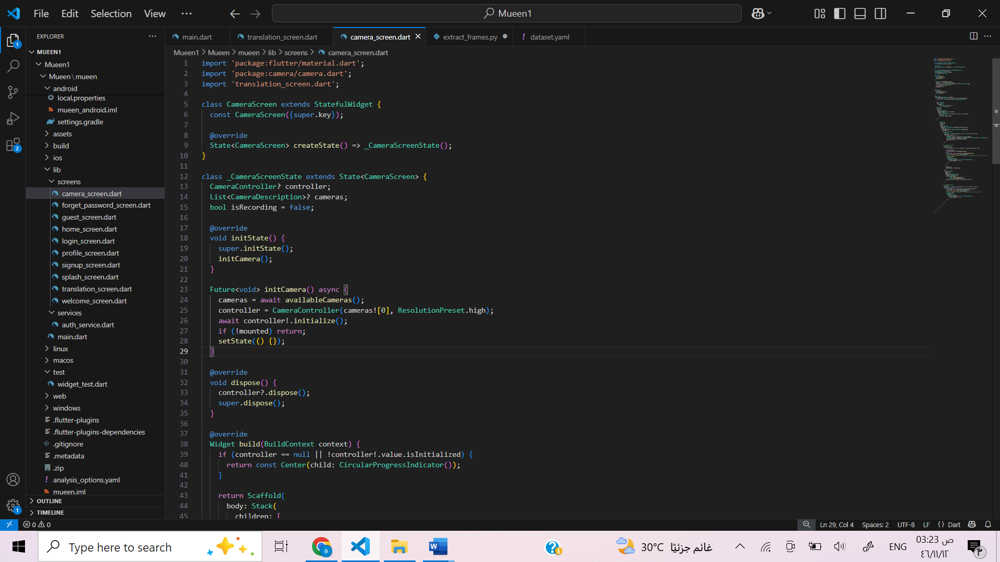 File Edit Selection View ···
Mueen1
EXPLORER
MUEEN1
Mueen1
Mueen\mueen
android
local.properties
mueen_android.iml
settings.gradle
assets
build
ios
lib
screens
camera_screen.dart
forget_password_screen.dart
guest_screen.dart
home_screen.dart
login_screen.dart
profile_screen.dart
signup_screen.dart
splash_screen.dart
translation_screen.dart
welcome_screen.dart
services
auth_service.dart
main.dart
linux
macos
test
widget_test.dart
web
windows
.flutter-plugins
.flutter-plugins-dependencies
.gitignore
.metadata
.zip
analysis_options.yaml
mueen.iml
OUTLINE
TIMELINE
main.dart translation_screen.dart camera_screen.dart extract_frames.py dataset.yaml
Mueen1 > Mueen > mueen > lib > screens > camera_screen.dart
1 import 'package:flutter/material.dart';
2 import 'package:camera/camera.dart';
3 import 'translation_screen.dart';
4
5 class CameraScreen extends StatefulWidget {
6 const CameraScreen({super.key});
7
8 @override
9 State<CameraScreen> createState() => _CameraScreenState();
10 }
11
12 class _CameraScreenState extends State<CameraScreen> {
13 CameraController? controller;
14 List<CameraDescription>? cameras;
15 bool isRecording = false;
16
17 @override
18 void initState() {
19 super.initState();
20 initCamera();
21 }
22
23 Future<void> initCamera() async {
24 cameras = await availableCameras();
25 controller = CameraController(cameras![0], ResolutionPreset.high);
26 await controller!.initialize();
27 if (!mounted) return;
28 setState(() {});
29 }
30
31 @override
32 void dispose() {
33 controller?.dispose();
34 super.dispose();
35 }
36
37 @override
38 Widget build(BuildContext context) {
39 if (controller == null || !controller!.value.isInitialized) {
40 return const Center(child: CircularProgressIndicator());
41 }
42
43 return Scaffold(
44 body: Stack(
45 children: [
0 0 Ln 29, Col 4 Spaces: 2 UTF-8 LF {} Dart
Type here to search
30°C غائم جزئيًا
ENG
03:23 ص
٤٦/١١/١٢
٣